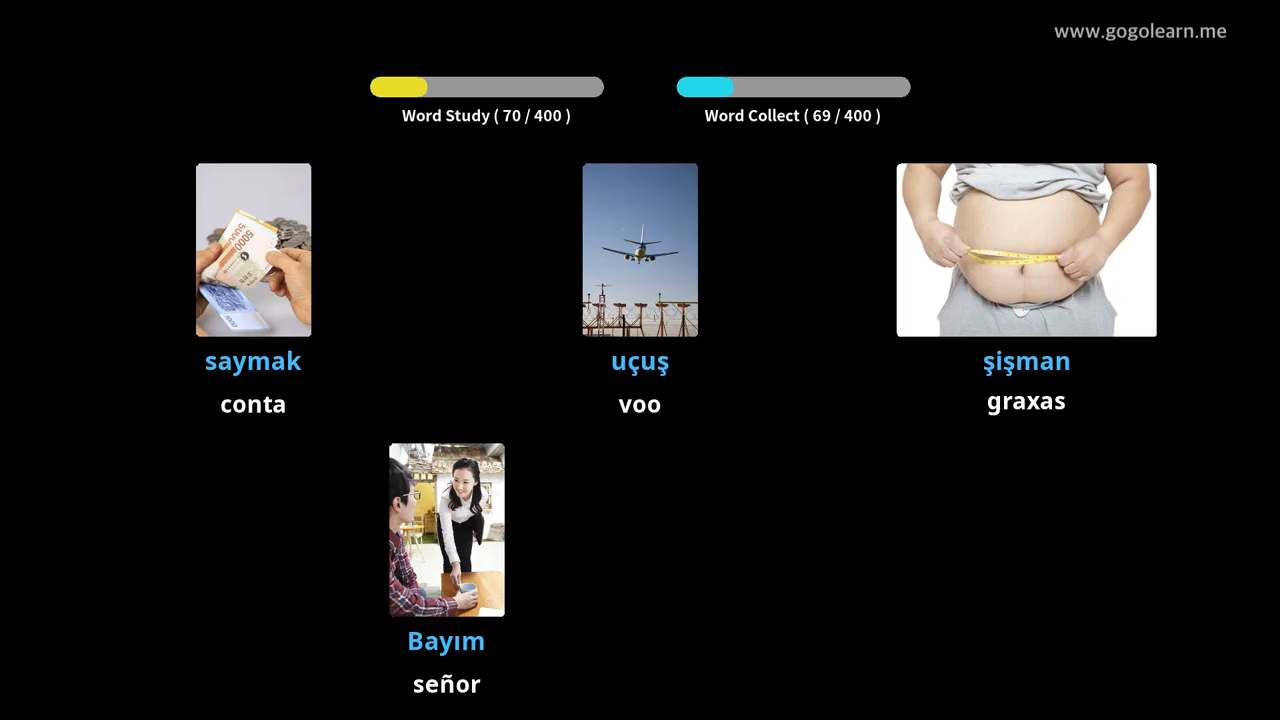 www.gogolearn.me
Word Study ( 70 / 400 )
Word Collect ( 69 / 400 )
saymak
conta
uçuş
voo
şişman
graxas
Bayım
señor